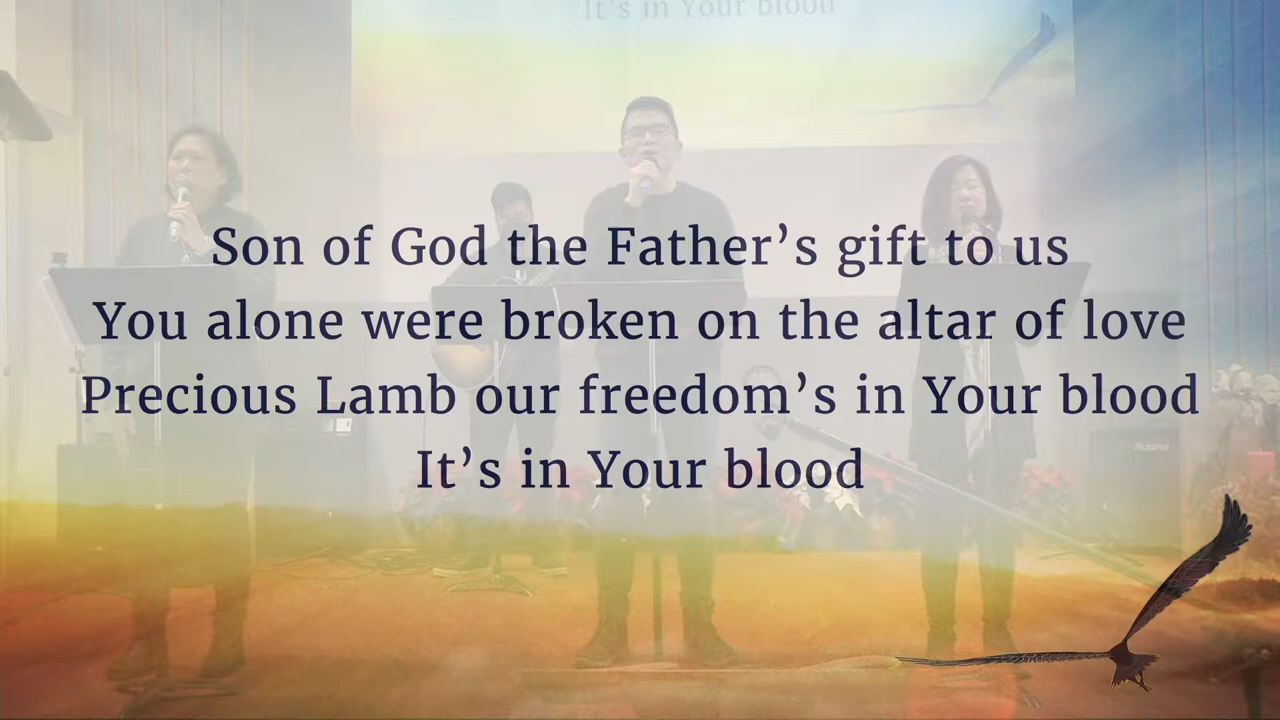 It's in Your blood
Son of God the Father’s gift to us
You alone were broken on the altar of love
Precious Lamb our freedom’s in Your blood
It’s in Your blood
Roland